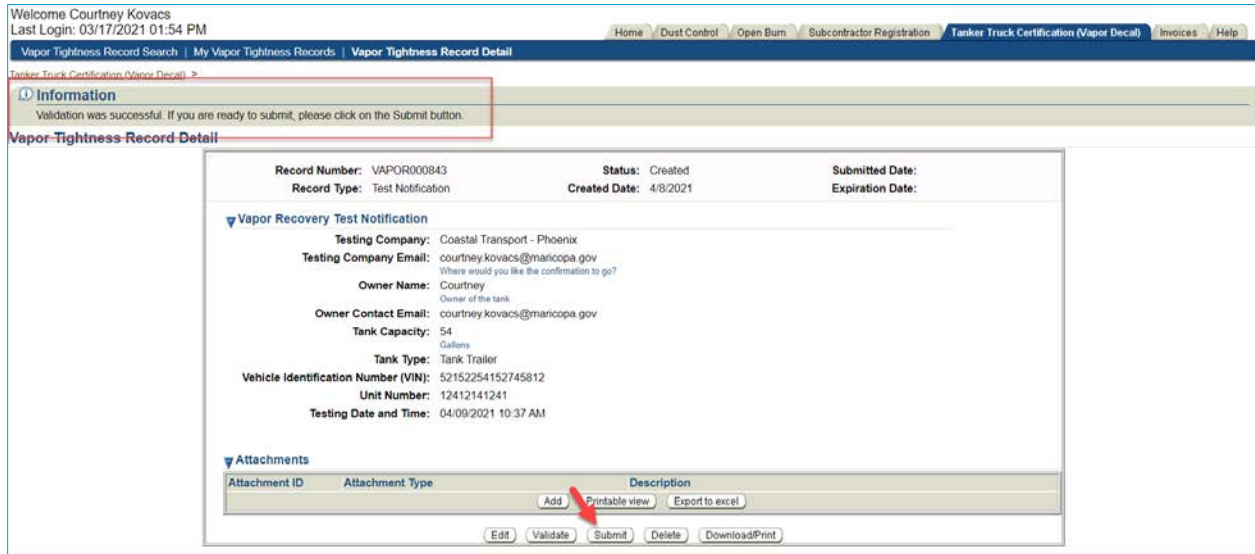 Welcome Courtney Kovacs
Last Login: 03/17/2021 01:54 PM
Home Dust Control Open Burn Subcontractor Registration Tanker Truck Certification (Vapor Decal) Invoices Help
Vapor Tightness Record Search | My Vapor Tightness Records | Vapor Tightness Record Detail
Tanker Truck Certification (Vapor Decal) >
Information
Validation was successful. If you are ready to submit, please click on the Submit button.
Vapor Tightness Record Detail
Record Number: VAPOR000843 Status: Created Submitted Date:
Record Type: Test Notification Created Date: 4/8/2021 Expiration Date:
Vapor Recovery Test Notification
Testing Company: Coastal Transport - Phoenix
Testing Company Email: courtney.kovacs@maricopa.gov
Where would you like the confirmation to go?
Owner Name: Courtney
Owner of the tank
Owner Contact Email: courtney.kovacs@maricopa.gov
Tank Capacity: 54
Gallons
Tank Type: Tank Trailer
Vehicle Identification Number (VIN): 52152254152745812
Unit Number: 12412141241
Testing Date and Time: 04/09/2021 10:37 AM
Attachments
Attachment ID Attachment Type Description
Add Printable view Export to excel
Edit Validate Submit Delete Download/Print